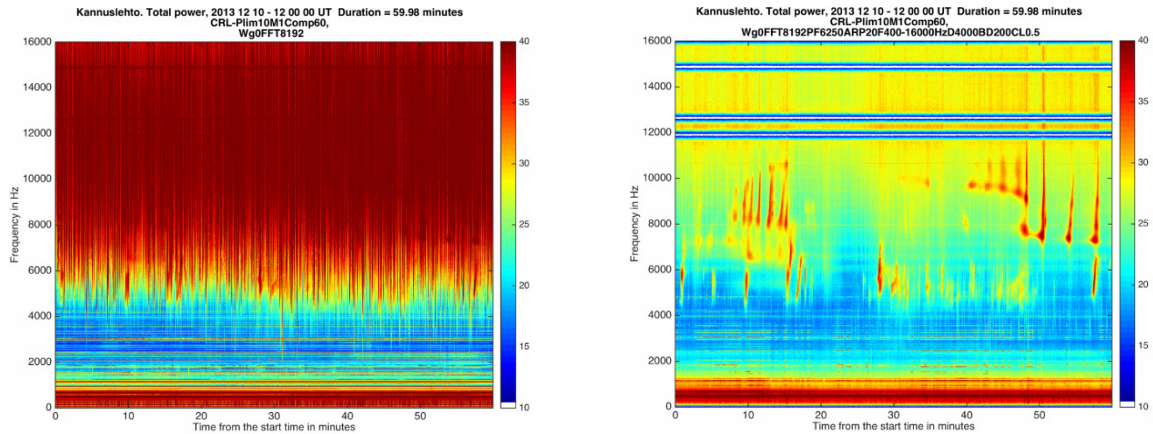 Kannuslehto. Total power, 2013 12 10 - 12 00 00 UT Duration = 59.98 minutes
CRL-Plim10M1Comp60,
Wg0FFT8192
16000
14000
12000
10000
8000
6000
4000
2000
0
Frequency in Hz
0 10 20 30 40 50
Time from the start time in minutes
40
35
30
25
20
15
10
Kannuslehto. Total power, 2013 12 10 - 12 00 00 UT Duration = 59.98 minutes
CRL-Plim10M1Comp60,
Wg0FFT8192PF6250ARP20F400-16000HzD4000BD200CL0.5
16000
14000
12000
10000
8000
6000
4000
2000
0
Frequency in Hz
0 10 20 30 40 50
Time from the start time in minutes
40
35
30
25
20
15
10